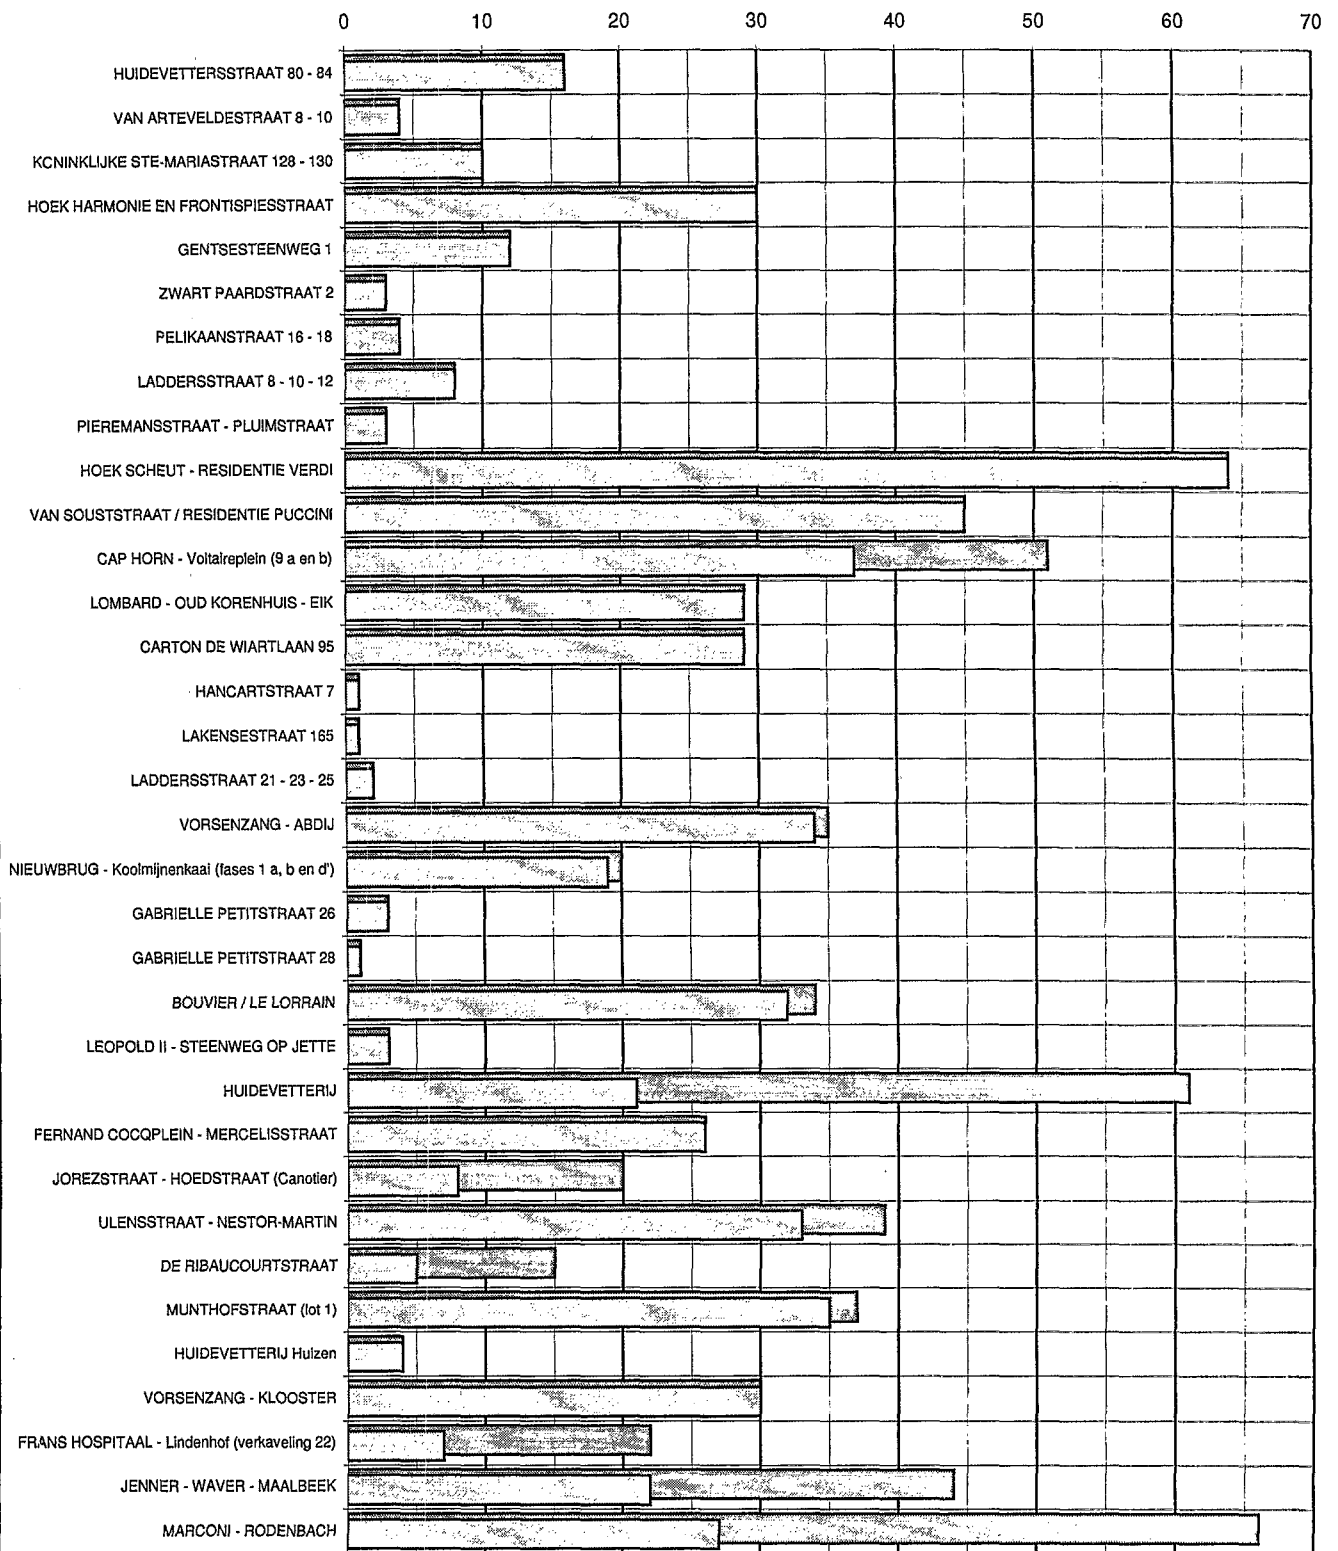 0 10 20 30 40 50 60 70
HUIDEVETTERSSTRAAT 80 - 84
VAN ARTEVELDESTRAAT 8 - 10
KCNINKLIJKE STE-MARIASTRAAT 128 - 130
HOEK HARMONIE EN FRONTISPIESSTRAAT
GENTSESTEENWEG 1
ZWART PAARDSTRAAT 2
PELIKAANSTRAAT 16 - 18
LADDERSSTRAAT 8 - 10 - 12
PIEREMANSSTRAAT - PLUIMSTRAAT
HOEK SCHEUT - RESIDENTIE VERDI
VAN SOUSTSTRAAT / RESIDENTIE PUCCINI
CAP HORN - Voltaireplein (9 a en b)
LOMBARD - OUD KORENHUIS - EIK
CARTON DE WIARTLAAN 95
HANCARTSTRAAT 7
LAKENSESTRAAT 165
LADDERSSTRAAT 21 - 23 - 25
VORSENZANG - ABDIJ
NIEUWBRUG - Koolmijnenkaai (fases 1 a, b en d')
GABRIELLE PETITSTRAAT 26
GABRIELLE PETITSTRAAT 28
BOUVIER / LE LORRAIN
LEOPOLD II - STEENWEG OP JETTE
HUIDEVETTERIJ
FERNAND COCQPLEIN - MERCELISSTRAAT
JOREZSTRAAT - HOEDSTRAAT (Canotier)
ULENSSTRAAT - NESTOR-MARTIN
DE RIBAUCOURTSTRAAT
MUNTHOFSTRAAT (lot 1)
HUIDEVETTERIJ Huizen
VORSENZANG - KLOOSTER
FRANS HOSPITAAL - Lindenhof (verkaveling 22)
JENNER - WAVER - MAALBEEK
MARCONI - RODENBACH